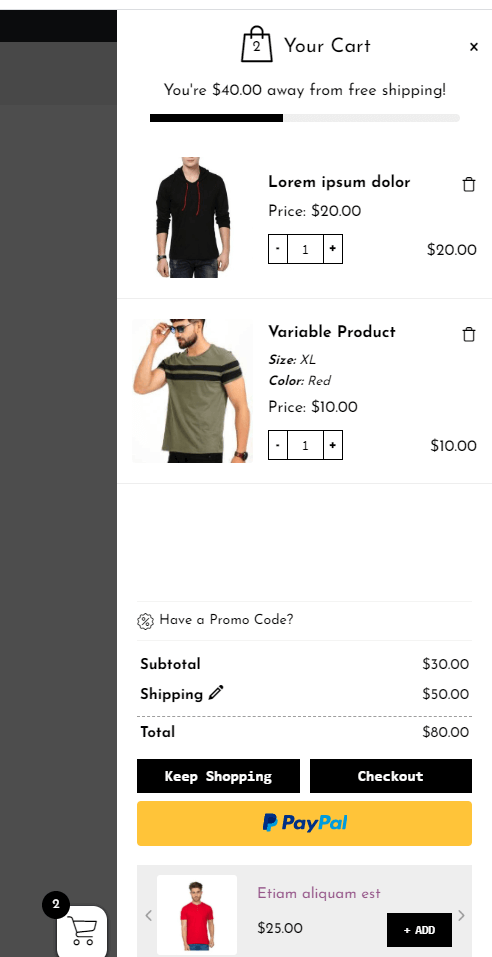 2 Your Cart x
You're $40.00 away from free shipping!
Lorem ipsum dolor
Price: $20.00
- 1 + $20.00
Variable Product
Size: XL
Color: Red
Price: $10.00
- 1 + $10.00
% Have a Promo Code?
Subtotal $30.00
Shipping $50.00
Total $80.00
Keep Shopping Checkout
PayPal
Etiam aliquam est
$25.00 + ADD
2